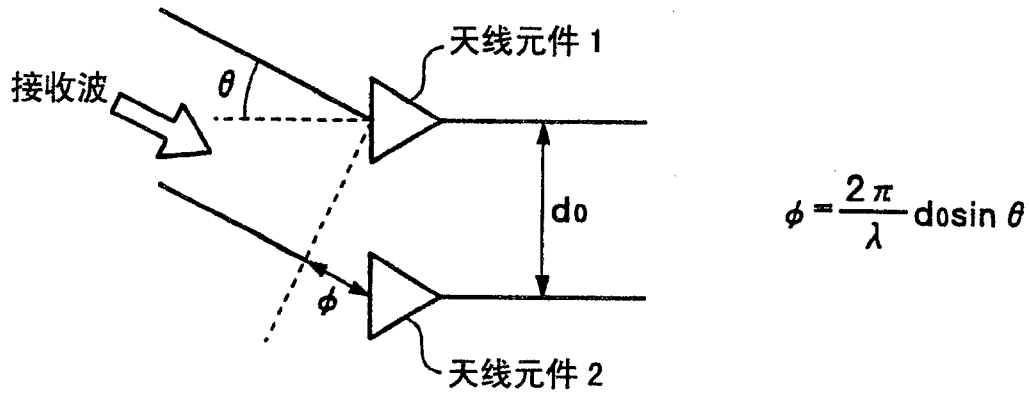 天线元件 1
接收波
θ
d0
ϕ = 2π/λ d0sin θ
ϕ
天线元件 2